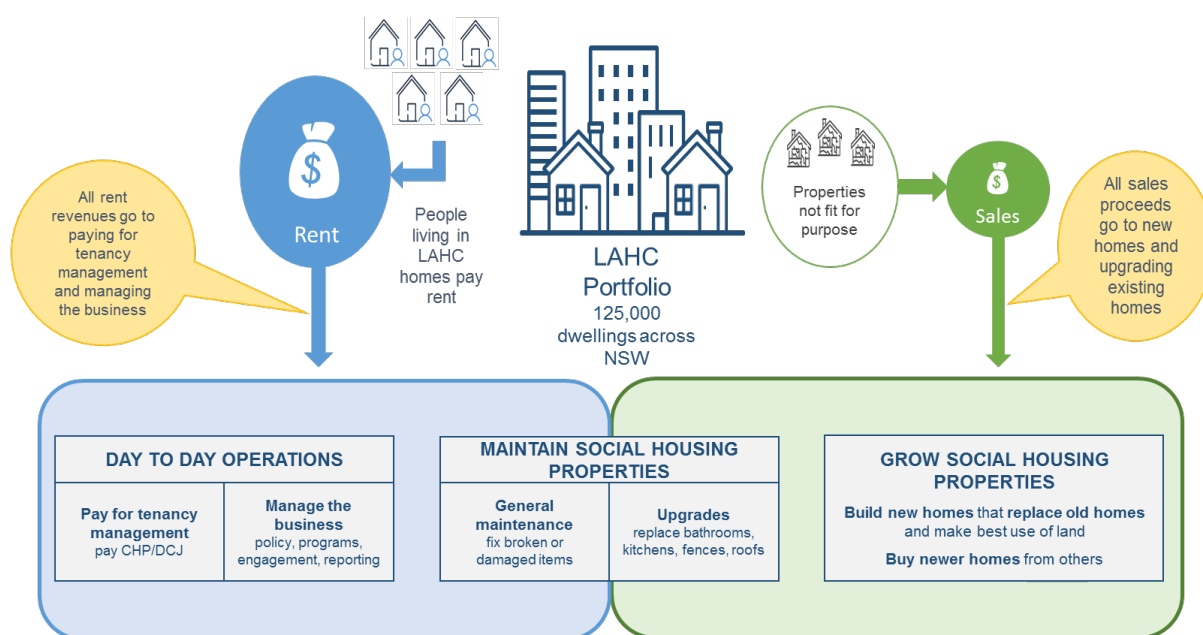 All rent
revenues go to
paying for
tenancy
management
and managing
the business
$
Rent
People
living in
LAHC
homes pay
rent
LAHC
Portfolio
125,000
dwellings across
NSW
Properties
not fit for
purpose
$
Sales
All sales
proceeds
go to new
homes and
upgrading
existing
homes
DAY TO DAY OPERATIONS
Pay for tenancy
management
pay CHP/DCJ
Manage the
business
policy, programs,
engagement, reporting
MAINTAIN SOCIAL HOUSING
PROPERTIES
General
maintenance
fix broken or
damaged items
Upgrades
replace bathrooms,
kitchens, fences, roofs
GROW SOCIAL HOUSING
PROPERTIES
Build new homes that replace old homes
and make best use of land
Buy newer homes from others